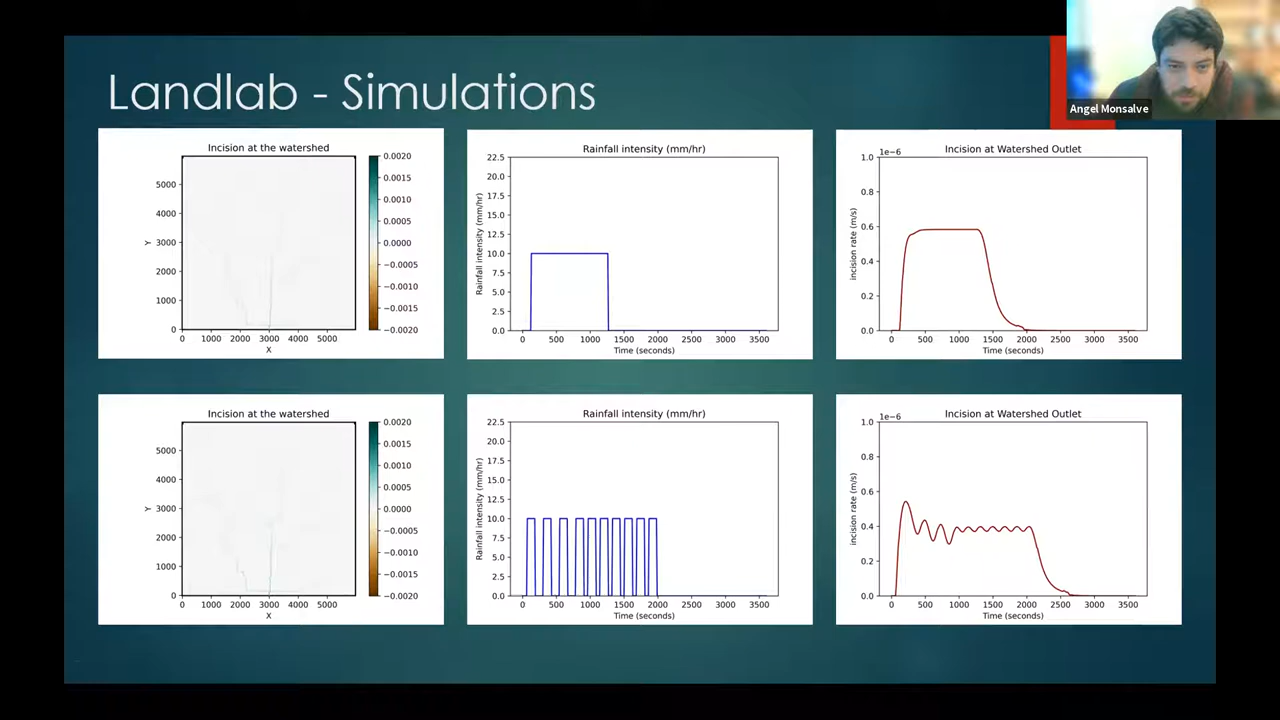 Angel Monsalve
Landlab - Simulations
Incision at the watershed
0.0020
0.0015
0.0010
0.0005
0.0000
−0.0005
−0.0010
−0.0015
−0.0020
5000
4000
3000
2000
1000
0
Y
0 1000 2000 3000 4000 5000
X
Rainfall intensity (mm/hr)
22.5
20.0
17.5
15.0
12.5
10.0
7.5
5.0
2.5
0.0
Rainfall intensity (mm/hr)
0 500 1000 1500 2000 2500 3000 3500
Time (seconds)
Incision at Watershed Outlet
1e−6
1.0
0.8
0.6
0.4
0.2
0.0
incision rate (m/s)
0 500 1000 1500 2000 2500 3000 3500
Time (seconds)
Incision at the watershed
0.0020
0.0015
0.0010
0.0005
0.0000
−0.0005
−0.0010
−0.0015
−0.0020
5000
4000
3000
2000
1000
0
Y
0 1000 2000 3000 4000 5000
X
Rainfall intensity (mm/hr)
22.5
20.0
17.5
15.0
12.5
10.0
7.5
5.0
2.5
0.0
Rainfall intensity (mm/hr)
0 500 1000 1500 2000 2500 3000 3500
Time (seconds)
Incision at Watershed Outlet
1e−6
1.0
0.8
0.6
0.4
0.2
0.0
incision rate (m/s)
0 500 1000 1500 2000 2500 3000 3500
Time (seconds)